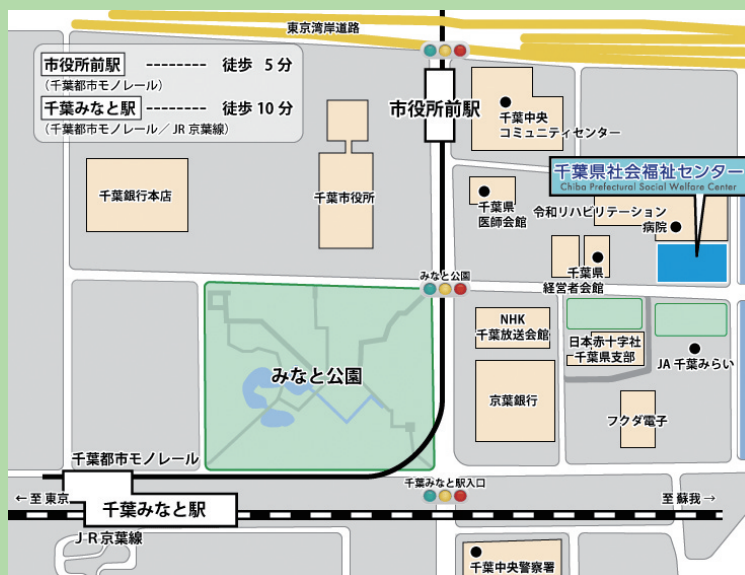 東京湾岸道路
市役所前駅 -------- 徒歩 5分
（千葉都市モノレール）
千葉みなと駅 -------- 徒歩10分
（千葉都市モノレール／JR京葉線）
市役所前駅
千葉中央
コミュニティセンター
千葉銀行本店
千葉市役所
千葉県社会福祉センター
Chiba Prefectural Social Welfare Center
千葉県
医師会館
令和リハビリテーション
病院
千葉県
経営者会館
みなと公園
NHK
千葉放送会館
日本赤十字社
千葉県支部
JA千葉みらい
みなと公園
京葉銀行
フクダ電子
千葉都市モノレール
←至 東京
千葉みなと駅
千葉みなと駅入口
至 蘇我→
JR京葉線
千葉中央警察署